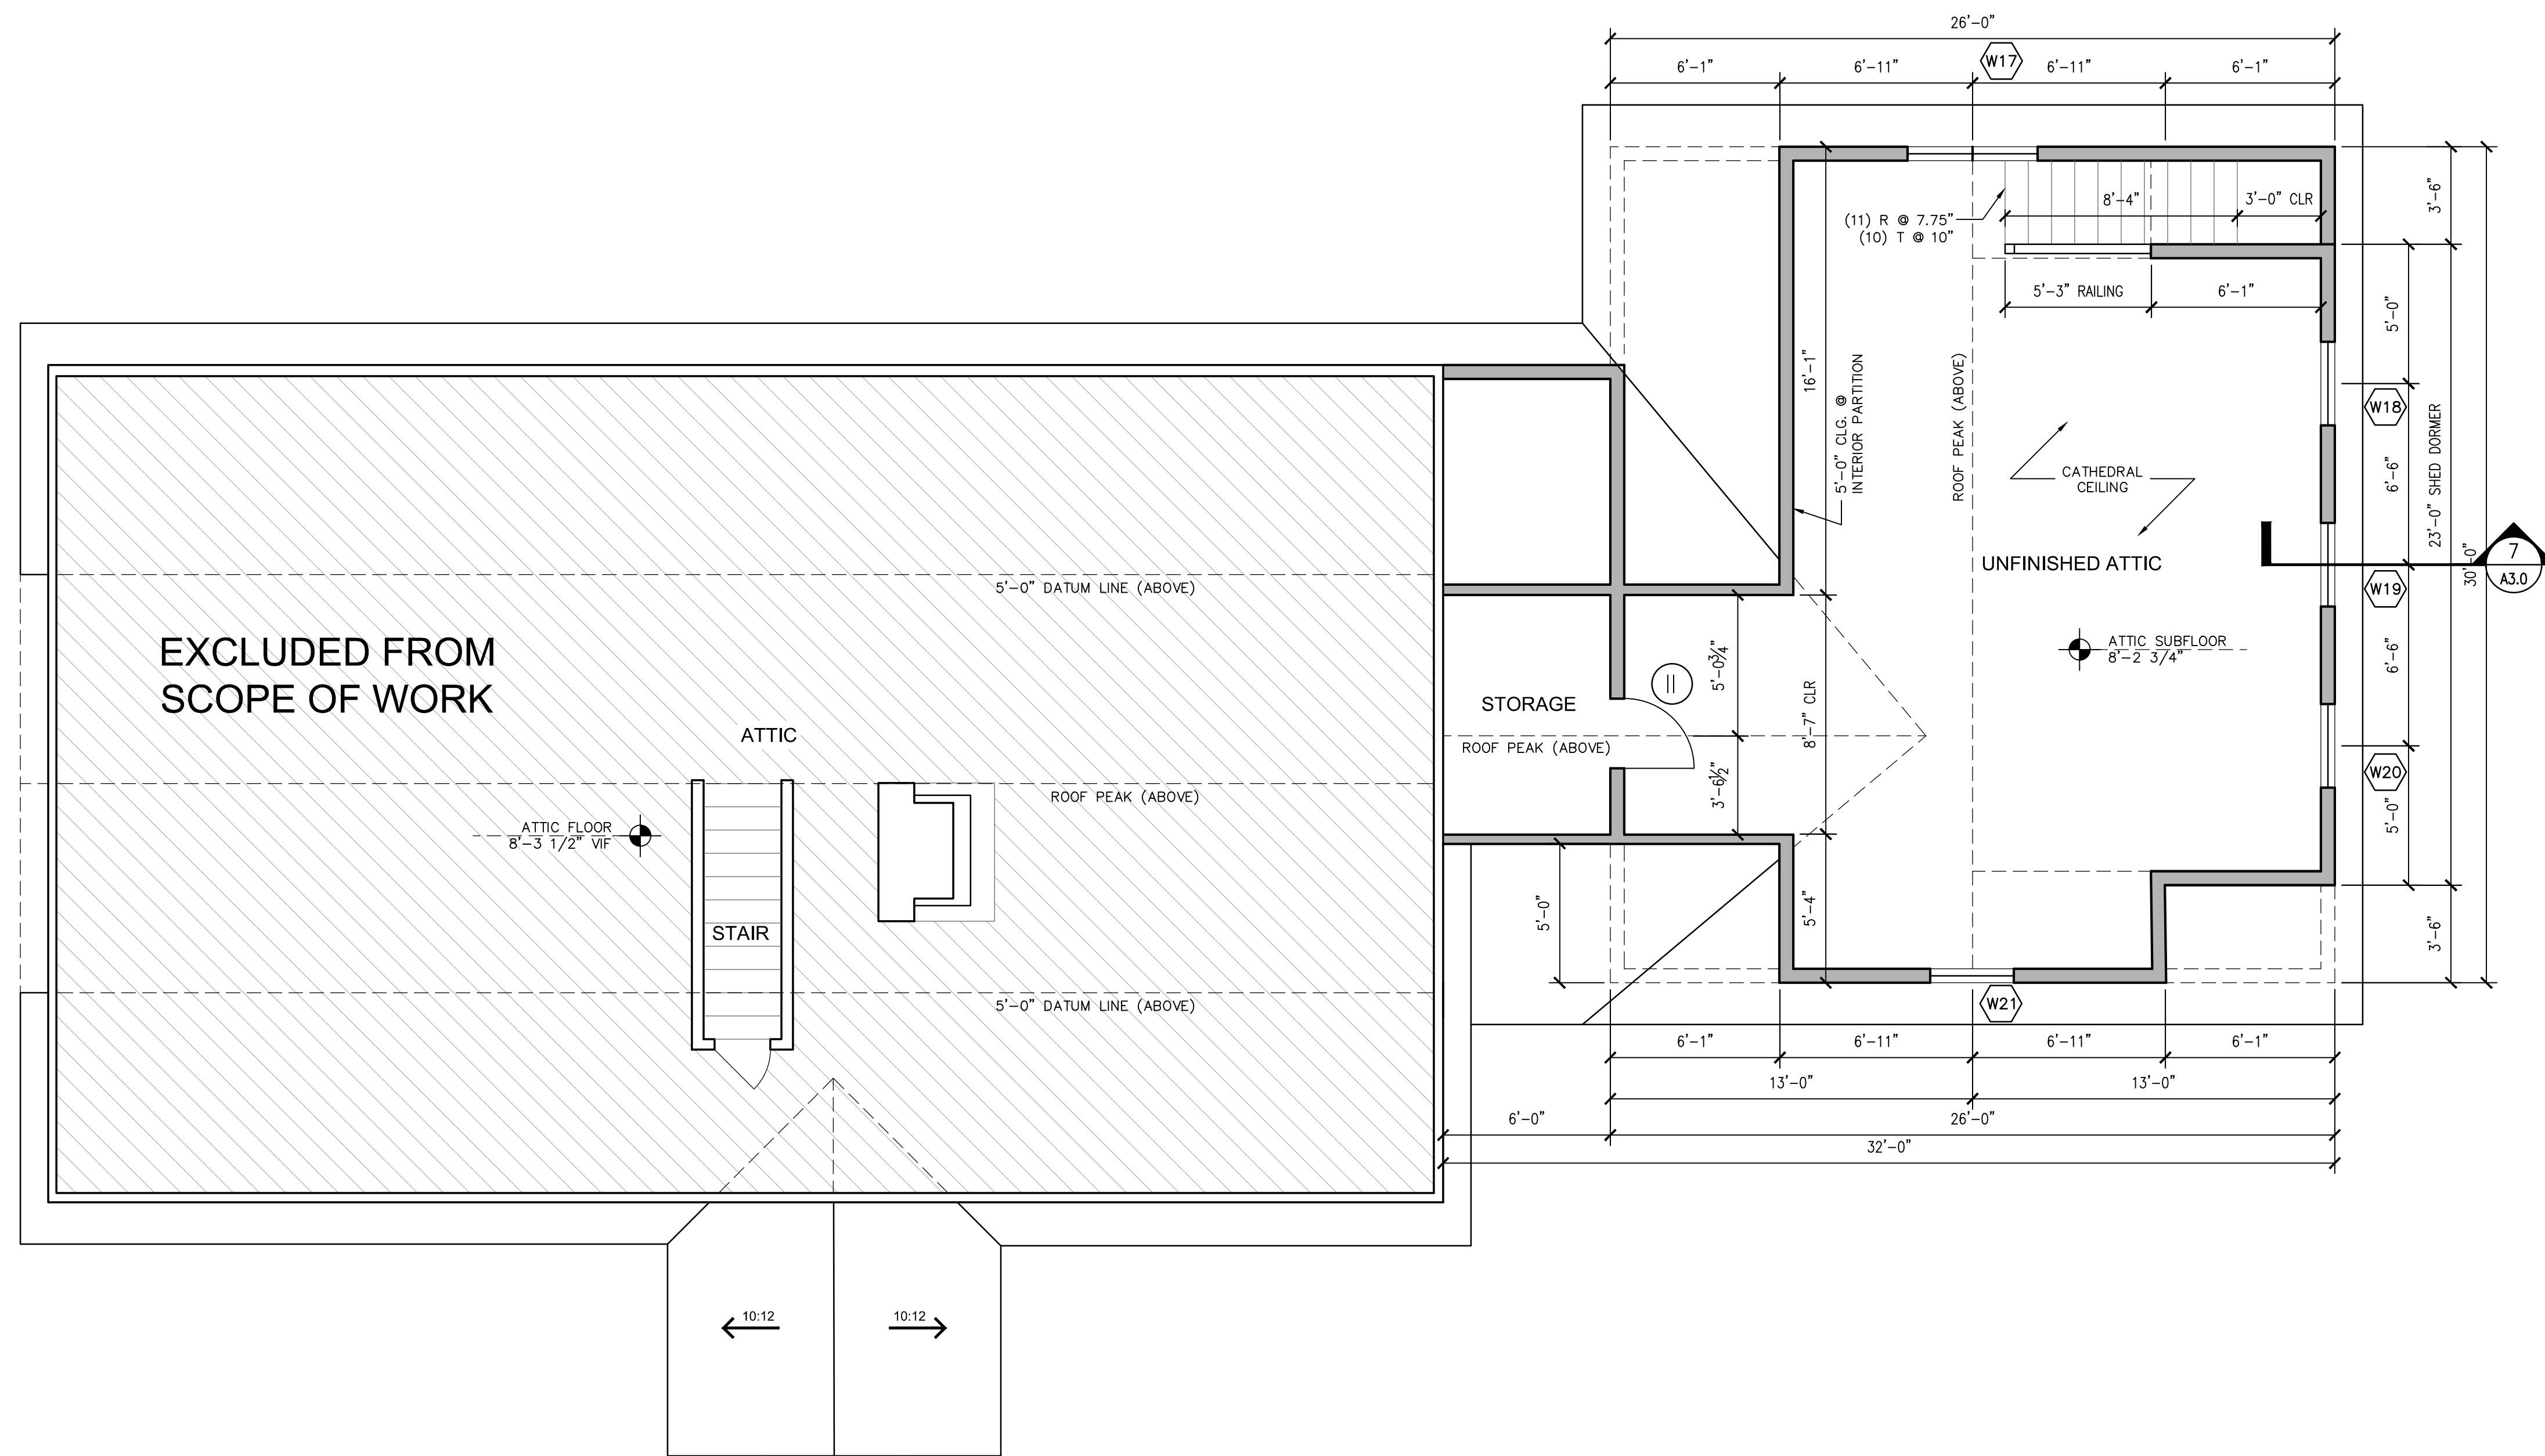 26'-0"
W17
6'-1"
6'-11"
6'-11"
6'-1"
(11) R @ 7.75"
(10) T @ 10"
8'-4"
3'-0" CLR
3'-6"
5'-3" RAILING
6'-1"
5'-0"
16'-1"
5'-0" CLG. @
INTERIOR PARTITION
ROOF PEAK (ABOVE)
CATHEDRAL
CEILING
W18
6'-6"
23'-0" SHED DORMER
30'-0"
7
A3.0
UNFINISHED ATTIC
W19
5'-0" DATUM LINE (ABOVE)
EXCLUDED FROM
SCOPE OF WORK
ATTIC
STORAGE
ROOF PEAK (ABOVE)
11
5'-0¾"
8'-7" CLR
3'-6½"
ATTIC SUBFLOOR
8'-2 3/4"
6'-6"
W20
5'-0"
ROOF PEAK (ABOVE)
ATTIC FLOOR
8'-3 1/2" VIF
STAIR
5'-0"
5'-4"
3'-6"
5'-0" DATUM LINE (ABOVE)
W21
6'-1"
6'-11"
6'-11"
6'-1"
13'-0"
13'-0"
6'-0"
26'-0"
32'-0"
10:12
10:12